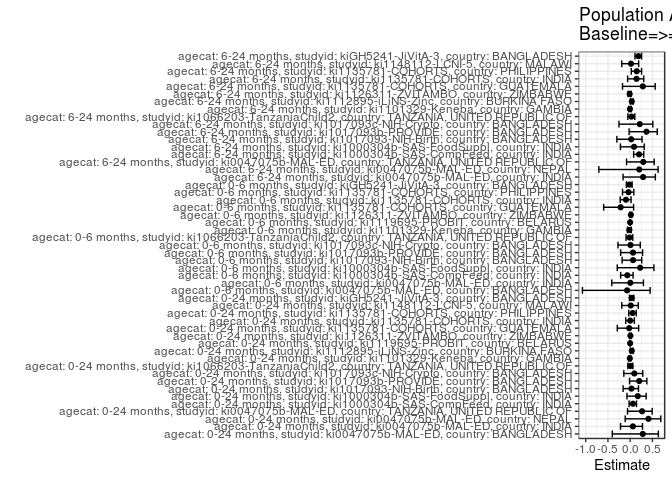 Population A
Baseline=>=
agecat: 6-24 months, studyid: kiGH5241-JiVitA-3, country: BANGLADESH
agecat: 6-24 months, studyid: ki1148112-LCNI-5, country: MALAWI
agecat: 6-24 months, studyid: ki1135781-COHORTS, country: PHILIPPINES
agecat: 6-24 months, studyid: ki1135781-COHORTS, country: INDIA
agecat: 6-24 months, studyid: ki1135781-COHORTS, country: GUATEMALA
agecat: 6-24 months, studyid: ki1126311-ZVITAMBO, country: ZIMBABWE
agecat: 6-24 months, studyid: ki1112895-iLiNS-Zinc, country: BURKINA FASO
agecat: 6-24 months, studyid: ki1101329-Keneba, country: GAMBIA
agecat: 6-24 months, studyid: ki1066203-TanzaniaChild2, country: TANZANIA, UNITED REPUBLIC OF
agecat: 6-24 months, studyid: ki1017093c-NIH-Crypto, country: BANGLADESH
agecat: 6-24 months, studyid: ki1017093b-PROVIDE, country: BANGLADESH
agecat: 6-24 months, studyid: ki1017093-NIH-Birth, country: BANGLADESH
agecat: 6-24 months, studyid: ki1000304b-SAS-FoodSuppl, country: INDIA
agecat: 6-24 months, studyid: ki1000304b-SAS-CompFeed, country: INDIA
agecat: 6-24 months, studyid: ki0047075b-MAL-ED, country: TANZANIA, UNITED REPUBLIC OF
agecat: 6-24 months, studyid: ki0047075b-MAL-ED, country: NEPAL
agecat: 6-24 months, studyid: ki0047075b-MAL-ED, country: INDIA
agecat: 0-6 months, studyid: kiGH5241-JiVitA-3, country: BANGLADESH
agecat: 0-6 months, studyid: ki1135781-COHORTS, country: PHILIPPINES
agecat: 0-6 months, studyid: ki1135781-COHORTS, country: INDIA
agecat: 0-6 months, studyid: ki1135781-COHORTS, country: GUATEMALA
agecat: 0-6 months, studyid: ki1126311-ZVITAMBO, country: ZIMBABWE
agecat: 0-6 months, studyid: ki1119695-PROBIT, country: BELARUS
agecat: 0-6 months, studyid: ki1101329-Keneba, country: GAMBIA
agecat: 0-6 months, studyid: ki1066203-TanzaniaChild2, country: TANZANIA, UNITED REPUBLIC OF
agecat: 0-6 months, studyid: ki1017093c-NIH-Crypto, country: BANGLADESH
agecat: 0-6 months, studyid: ki1017093b-PROVIDE, country: BANGLADESH
agecat: 0-6 months, studyid: ki1017093-NIH-Birth, country: BANGLADESH
agecat: 0-6 months, studyid: ki1000304b-SAS-FoodSuppl, country: INDIA
agecat: 0-6 months, studyid: ki1000304b-SAS-CompFeed, country: INDIA
agecat: 0-6 months, studyid: ki0047075b-MAL-ED, country: INDIA
agecat: 0-6 months, studyid: ki0047075b-MAL-ED, country: BANGLADESH
agecat: 0-24 months, studyid: kiGH5241-JiVitA-3, country: BANGLADESH
agecat: 0-24 months, studyid: ki1148112-LCNI-5, country: MALAWI
agecat: 0-24 months, studyid: ki1135781-COHORTS, country: PHILIPPINES
agecat: 0-24 months, studyid: ki1135781-COHORTS, country: INDIA
agecat: 0-24 months, studyid: ki1135781-COHORTS, country: GUATEMALA
agecat: 0-24 months, studyid: ki1126311-ZVITAMBO, country: ZIMBABWE
agecat: 0-24 months, studyid: ki1119695-PROBIT, country: BELARUS
agecat: 0-24 months, studyid: ki1112895-iLiNS-Zinc, country: BURKINA FASO
agecat: 0-24 months, studyid: ki1101329-Keneba, country: GAMBIA
agecat: 0-24 months, studyid: ki1066203-TanzaniaChild2, country: TANZANIA, UNITED REPUBLIC OF
agecat: 0-24 months, studyid: ki1017093c-NIH-Crypto, country: BANGLADESH
agecat: 0-24 months, studyid: ki1017093b-PROVIDE, country: BANGLADESH
agecat: 0-24 months, studyid: ki1017093-NIH-Birth, country: BANGLADESH
agecat: 0-24 months, studyid: ki1000304b-SAS-FoodSuppl, country: INDIA
agecat: 0-24 months, studyid: ki1000304b-SAS-CompFeed, country: INDIA
agecat: 0-24 months, studyid: ki0047075b-MAL-ED, country: TANZANIA, UNITED REPUBLIC OF
agecat: 0-24 months, studyid: ki0047075b-MAL-ED, country: NEPAL
agecat: 0-24 months, studyid: ki0047075b-MAL-ED, country: INDIA
agecat: 0-24 months, studyid: ki0047075b-MAL-ED, country: BANGLADESH
-1.0 -0.5 0.0 0.5
Estimate